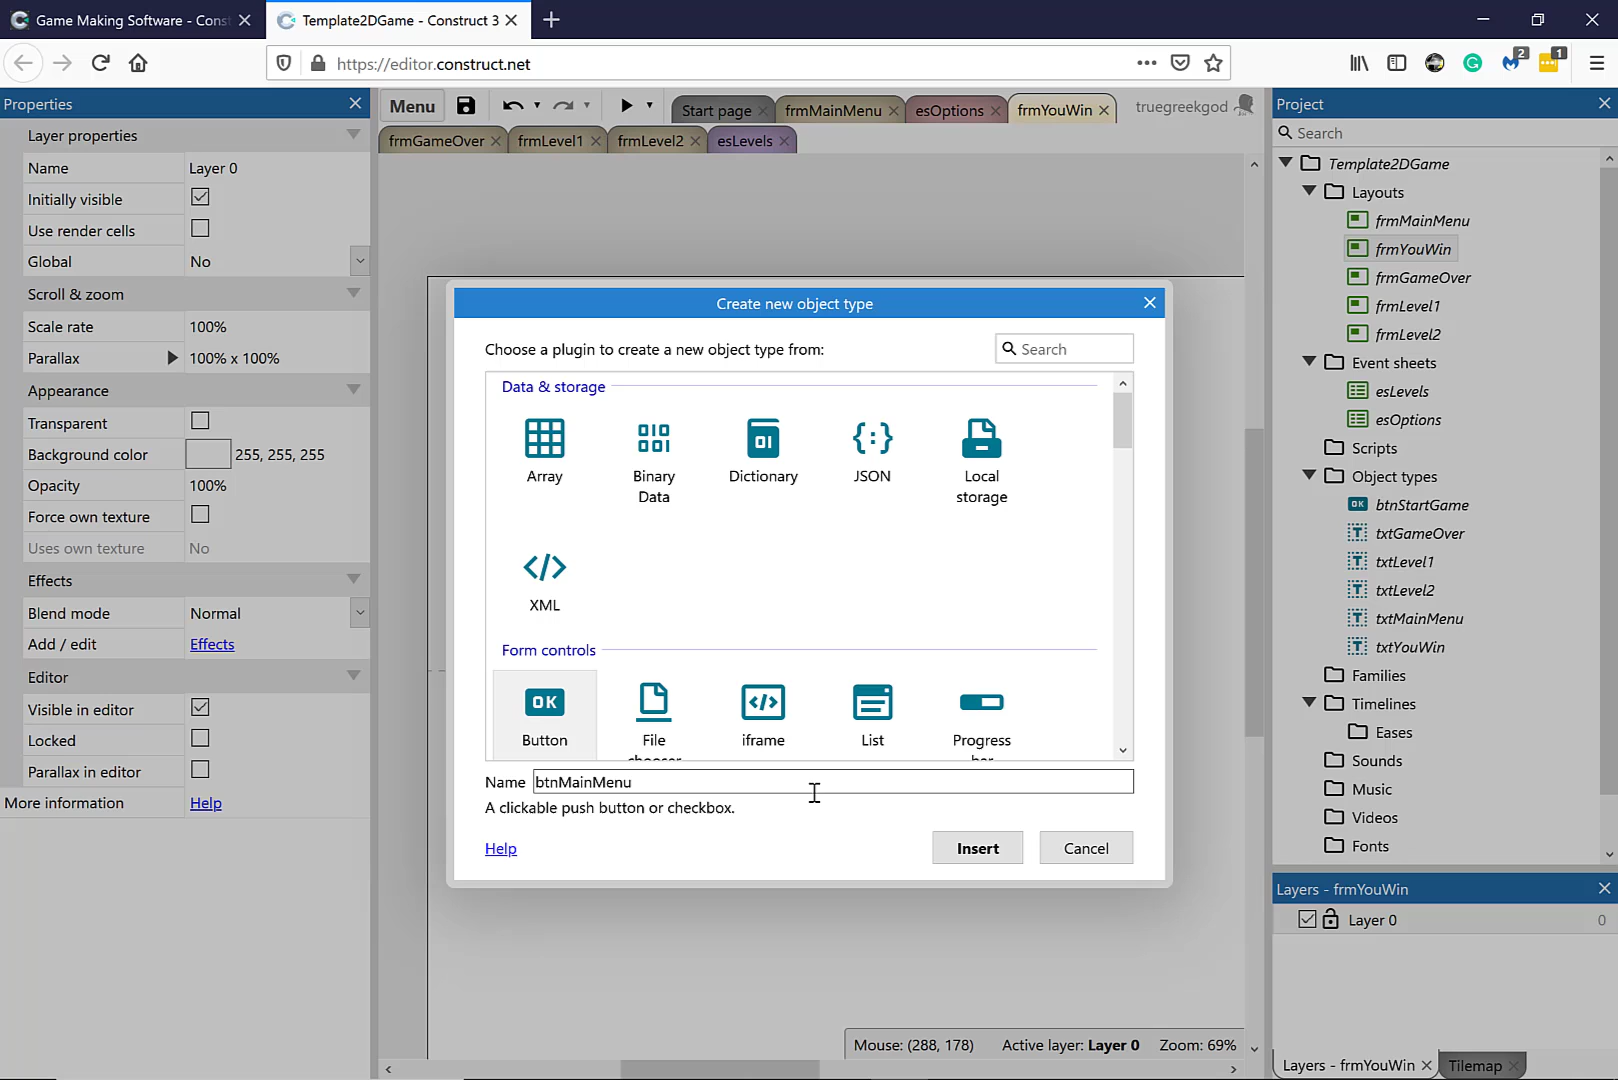 Game Making Software - Cons
Template2DGame - Construct 3
https://editor.construct.net
2
1
Properties
Layer properties
Name Layer 0
Initially visible
Use render cells
Global No
Scroll & zoom
Scale rate 100%
Parallax 100% x 100%
Appearance
Transparent
Background color 255, 255, 255
Opacity 100%
Force own texture
Uses own texture No
Effects
Blend mode Normal
Add / edit Effects
Editor
Visible in editor
Locked
Parallax in editor
More information Help
Menu
Start page
frmMainMenu
esOptions
frmYouWin
truegreekgod
frmGameOver
frmLevel1
frmLevel2
esLevels
Create new object type
Choose a plugin to create a new object type from:
Search
Data & storage
Array
Binary
Data
Dictionary
JSON
Local
storage
XML
Form controls
OK
Button
File
chooser
iframe
List
Progress
bar
Name btnMainMenu
A clickable push button or checkbox.
Help
Insert
Cancel
Mouse: (288, 178) Active layer: Layer 0 Zoom: 69%
Project
Search
Template2DGame
Layouts
frmMainMenu
frmYouWin
frmGameOver
frmLevel1
frmLevel2
Event sheets
esLevels
esOptions
Scripts
Object types
OK btnStartGame
txtGameOver
txtLevel1
txtLevel2
txtMainMenu
txtYouWin
Families
Timelines
Eases
Sounds
Music
Videos
Fonts
Layers - frmYouWin
Layer 0 0
Layers - frmYouWin
Tilemap